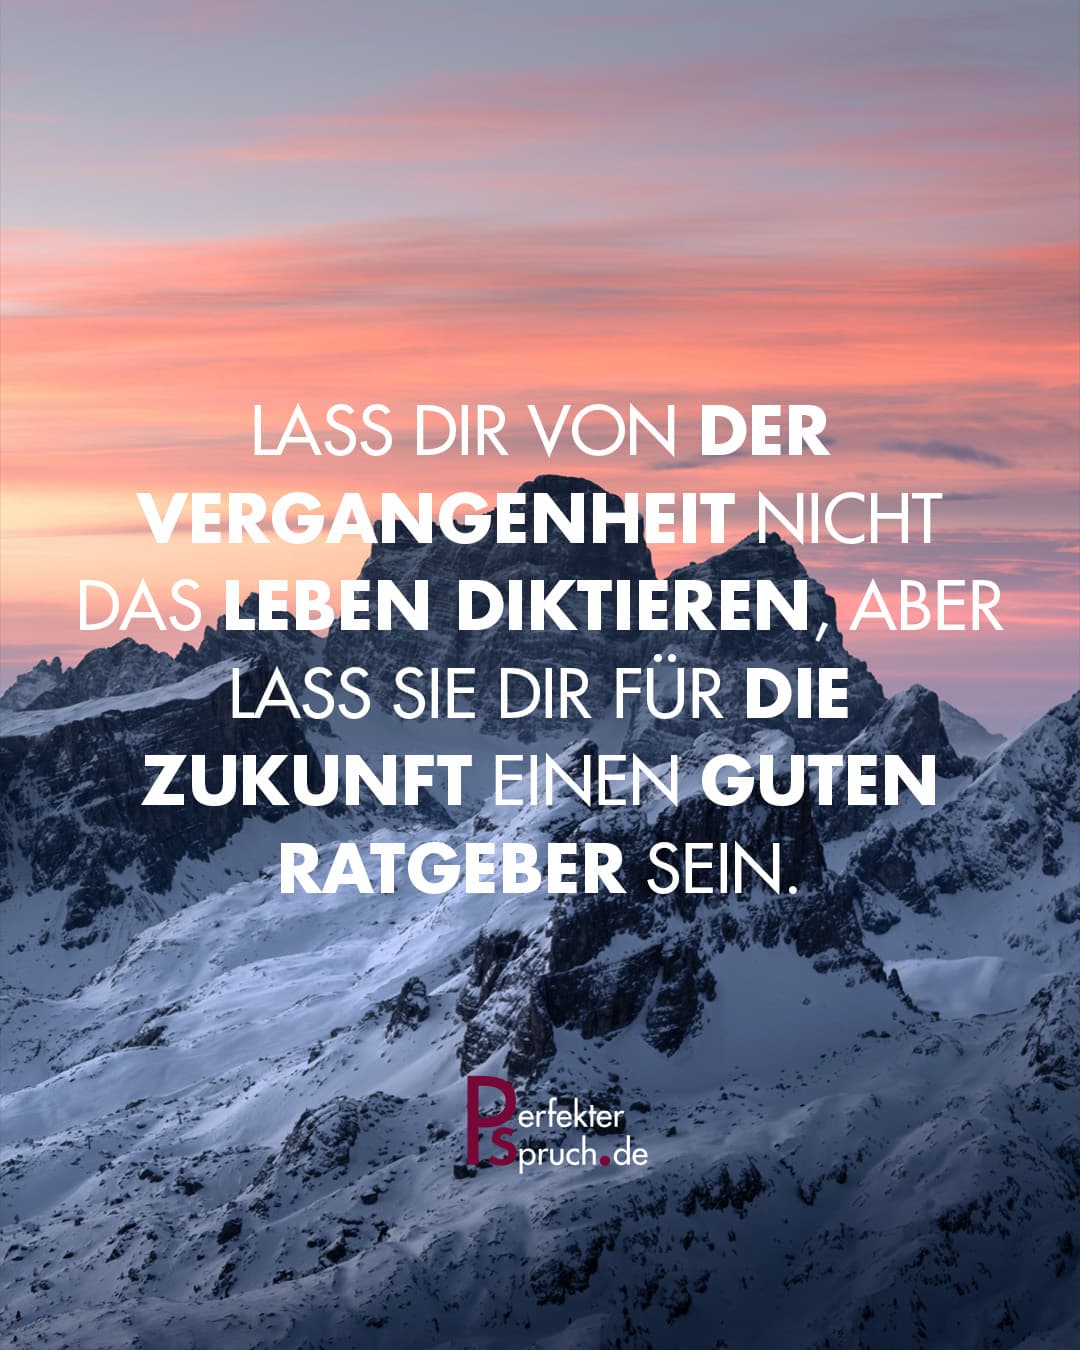 LASS DIR VON DER
VERGANGENHEIT NICHT
DAS LEBEN DIKTIEREN, ABER
LASS SIE DIR FÜR DIE
ZUKUNFT EINEN GUTEN
RATGEBER SEIN.
Perfekter
Spruch.de